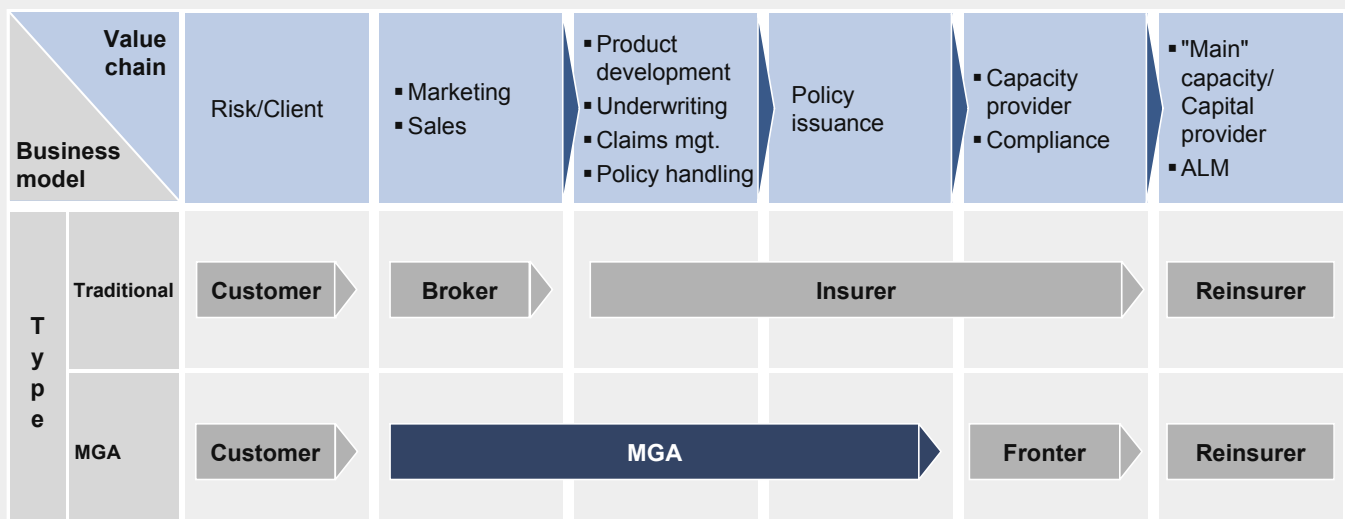 Value
chain
Business
model
Risk/Client
▪ Marketing
▪ Sales
▪ Product
development
▪ Underwriting
▪ Claims mgt.
▪ Policy handling
Policy
issuance
▪ Capacity
provider
▪ Compliance
▪ "Main"
capacity/
Capital
provider
▪ ALM
Type
Traditional
Customer
Broker
Insurer
Reinsurer
MGA
Customer
MGA
Fronter
Reinsurer